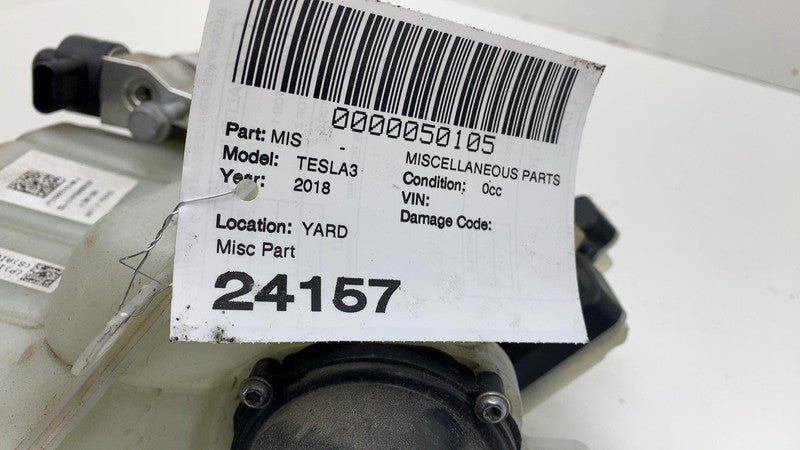 0000050105
Part: MIS -
MISCELLANEOUS PARTS
Model: TESLA3
Condition: 0cc
Year: 2018
VIN:
Damage Code:
Location: YARD
Misc Part
24157